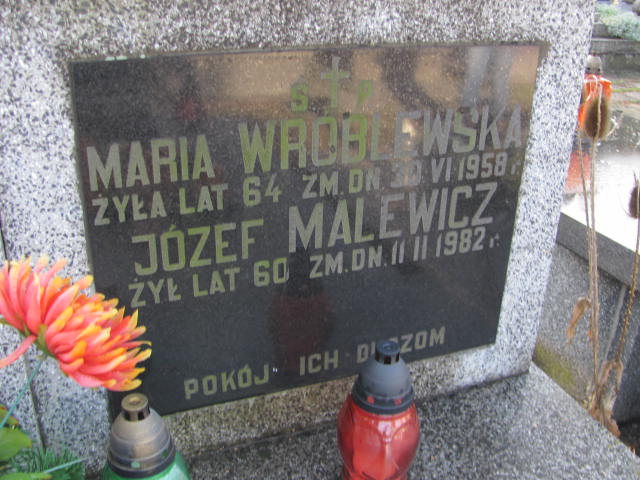 S P
MARIA WRÓBLEWSKA
ŻYŁA LAT 64 ZM. DN. 30 VI 1958 r.
JÓZEF MALEWICZ
ŻYŁ LAT 60 ZM. DN. 11 II 1982 r.
POKÓJ ICH DUSZOM